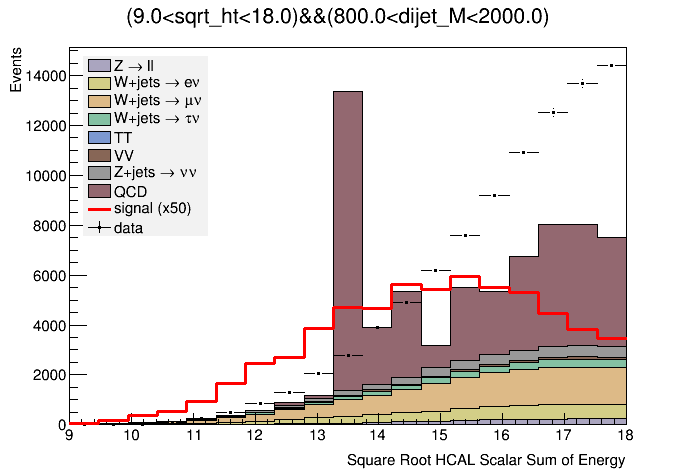 (9.0<sqrt_ht<18.0)&&(800.0<dijet_M<2000.0)
Events
14000
12000
10000
8000
6000
4000
2000
0
Z → ll
W+jets → eν
W+jets → μν
W+jets → τν
TT
VV
Z+jets → νν
QCD
signal (x50)
data
9 10 11 12 13 14 15 16 17 18
Square Root HCAL Scalar Sum of Energy